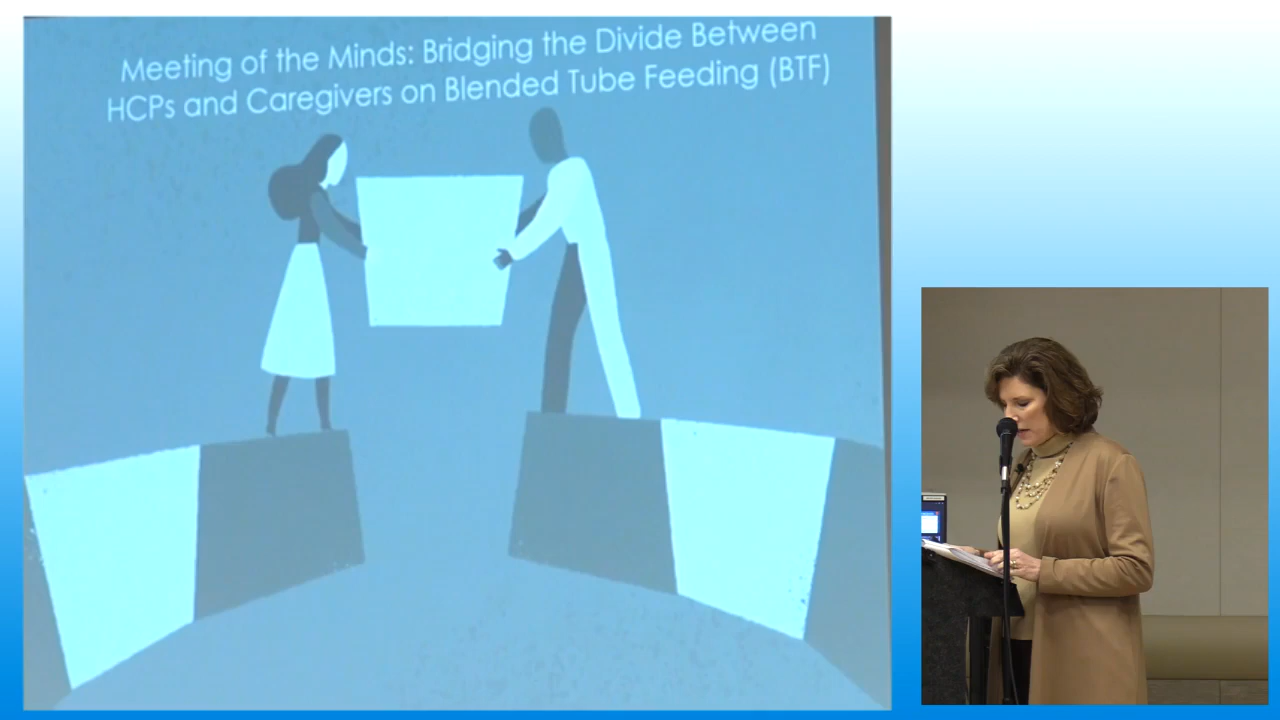 Meeting of the Minds: Bridging the Divide Between
HCPs and Caregivers on Blended Tube Feeding (BTF)